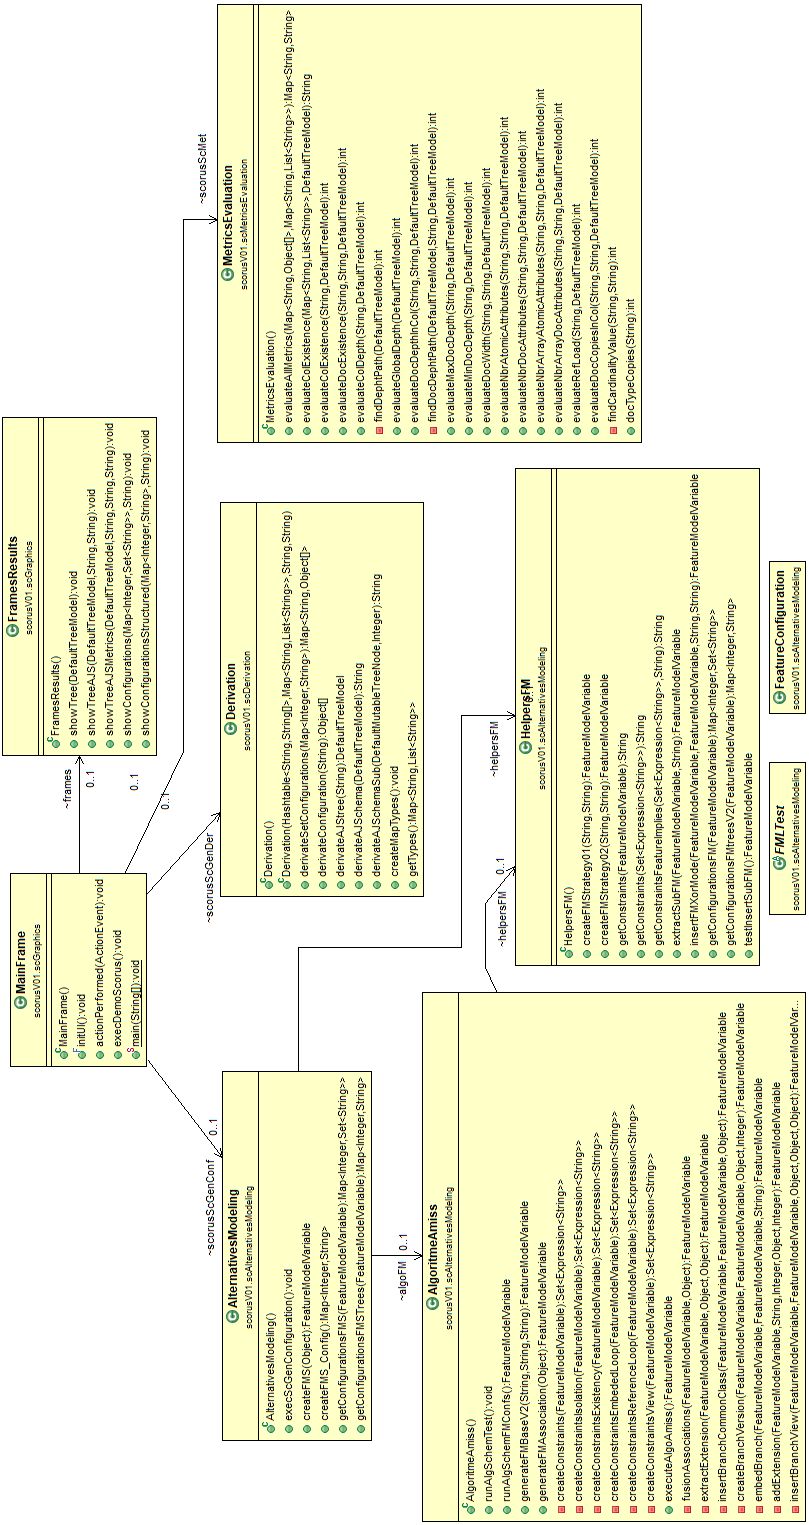 MainFrame
scorusV01.scGraphics
MainFrame()
initUI():void
actionPerformed(ActionEvent):void
execDemoScorus():void
main(String[]):void
FramesResults
scorusV01.scGraphics
FramesResults()
showTree(DefaultTreeModel):void
showTreeAJS(DefaultTreeModel,String,String):void
showTreeAJSMetrics(DefaultTreeModel,String,String,String):void
showConfigurations(Map<Integer,Set<String>>,String):void
showConfigurationsStructured(Map<Integer,String>,String):void
~frames
0..1
0..1
0..1
~scorusScMet
~scorusScGenDer
~scorusScGenConf
0..1
AlternativesModeling
scorusV01.scAlternativesModeling
AlternativesModeling()
execScGenConfiguration():void
createFMS(Object):FeatureModelVariable
createFMS_Config():Map<Integer,String>
getConfigurationsFMS(FeatureModelVariable):Map<Integer,Set<String>>
getConfigurationsFMSTrees(FeatureModelVariable):Map<Integer,String>
Derivation
scorusV01.scDerivation
Derivation()
Derivation(Hashtable<String,String[]>,Map<String,List<String>>,String,String)
derivateSetConfigurations(Map<Integer,String>):Map<String,Object[]>
derivateConfiguration(String):Object[]
derivateAJStree(String):DefaultTreeModel
derivateAJSchema(DefaultTreeModel):String
derivateAJSchemaSub(DefaultMutableTreeNode,Integer):String
createMapTypes():void
getTypes():Map<String,List<String>>
MetricsEvaluation
scorusV01.scMetricsEvaluation
MetricsEvaluation()
evaluateAllMetrics(Map<String,Object[]>,Map<String,List<String>>):Map<String,String>
evaluateColExistence(Map<String,List<String>>,DefaultTreeModel):String
evaluateColExistence(String,DefaultTreeModel):int
evaluateDocExistence(String,String,DefaultTreeModel):int
evaluateColDepth(String,DefaultTreeModel):int
findDephtPath(DefaultTreeModel):int
evaluateGlobalDepth(DefaultTreeModel):int
evaluateDocDepthInCol(String,String,DefaultTreeModel):int
findDocDephtPath(DefaultTreeModel,String,DefaultTreeModel):int
evaluateMaxDocDepth(String,DefaultTreeModel):int
evaluateMinDocDepth(String,DefaultTreeModel):int
evaluateDocWidth(String,String,DefaultTreeModel):int
evaluateNbrAtomicAttributes(String,String,DefaultTreeModel):int
evaluateNbrDocAttributes(String,String,DefaultTreeModel):int
evaluateNbrArrayAtomicAttributes(String,String,DefaultTreeModel):int
evaluateNbrArrayDocAttributes(String,String,DefaultTreeModel):int
evaluateRefLoad(String,DefaultTreeModel):int
evaluateDocCopiesInCol(String,String,DefaultTreeModel):int
findCardinalityValue(String,String):int
docTypeCopies(String):int
~algoFM
0..1
~helpersFM
0..1
~helpersFM
AlgoritmeAmiss
scorusV01.scAlternativesModeling
AlgoritmeAmiss()
runAlgSchemTest():void
runAlgSchemFMConfs():FeatureModelVariable
generateFMBaseV2(String,String,String):FeatureModelVariable
generateFMAssociation(Object):FeatureModelVariable
createConstraints(FeatureModelVariable):Set<Expression<String>>
createConstraintsIsolation(FeatureModelVariable):Set<Expression<String>>
createConstraintsExistency(FeatureModelVariable):Set<Expression<String>>
createConstraintsEmbededLoop(FeatureModelVariable):Set<Expression<String>>
createConstraintsReferenceLoop(FeatureModelVariable):Set<Expression<String>>
createConstraintsView(FeatureModelVariable):Set<Expression<String>>
executeAlgoAmiss():FeatureModelVariable
fusionAssociations(FeatureModelVariable,Object):FeatureModelVariable
extractExtension(FeatureModelVariable,Object,Object):FeatureModelVariable
insertBranchCommonClass(FeatureModelVariable,FeatureModelVariable,Object):FeatureModelVariable
createBranchVersion(FeatureModelVariable,FeatureModelVariable,Object,Integer):FeatureModelVariable
embedBranch(FeatureModelVariable,FeatureModelVariable,String):FeatureModelVariable
addExtension(FeatureModelVariable,String,Integer,Object,Integer):FeatureModelVariable
insertBranchView(FeatureModelVariable,FeatureModelVariable,Object,Object,Object):FeatureModelVar...
HelpersFM
scorusV01.scAlternativesModeling
HelpersFM()
createFMStrategy01(String,String):FeatureModelVariable
createFMStrategy02(String,String):FeatureModelVariable
getConstraints(FeatureModelVariable):String
getConstraints(Set<Expression<String>>):String
getConstraintsFeatureImplies(Set<Expression<String>>,String):String
extractSubFM(FeatureModelVariable,String):FeatureModelVariable
insertFMXorMode(FeatureModelVariable,FeatureModelVariable,String,String):FeatureModelVariable
getConfigurationsFM(FeatureModelVariable):Map<Integer,Set<String>>
getConfigurationsFMtreesV2(FeatureModelVariable):Map<Integer,String>
testInsertSubFM():FeatureModelVariable
FMLTest
scorusV01.scAlternativesModeling
FeatureConfiguration
scorusV01.scAlternativesModeling